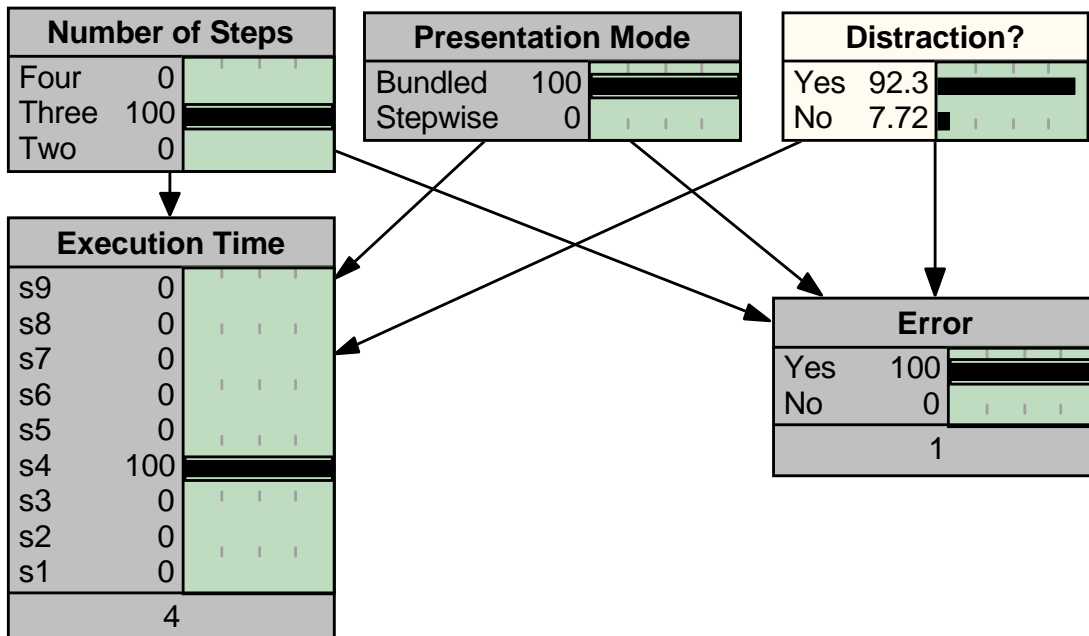 Number of Steps
Four 0
Three 100
Two 0
Presentation Mode
Bundled 100
Stepwise 0
Distraction?
Yes 92.3
No 7.72
Execution Time
s9 0
s8 0
s7 0
s6 0
s5 0
s4 100
s3 0
s2 0
s1 0
4
Error
Yes 100
No 0
1